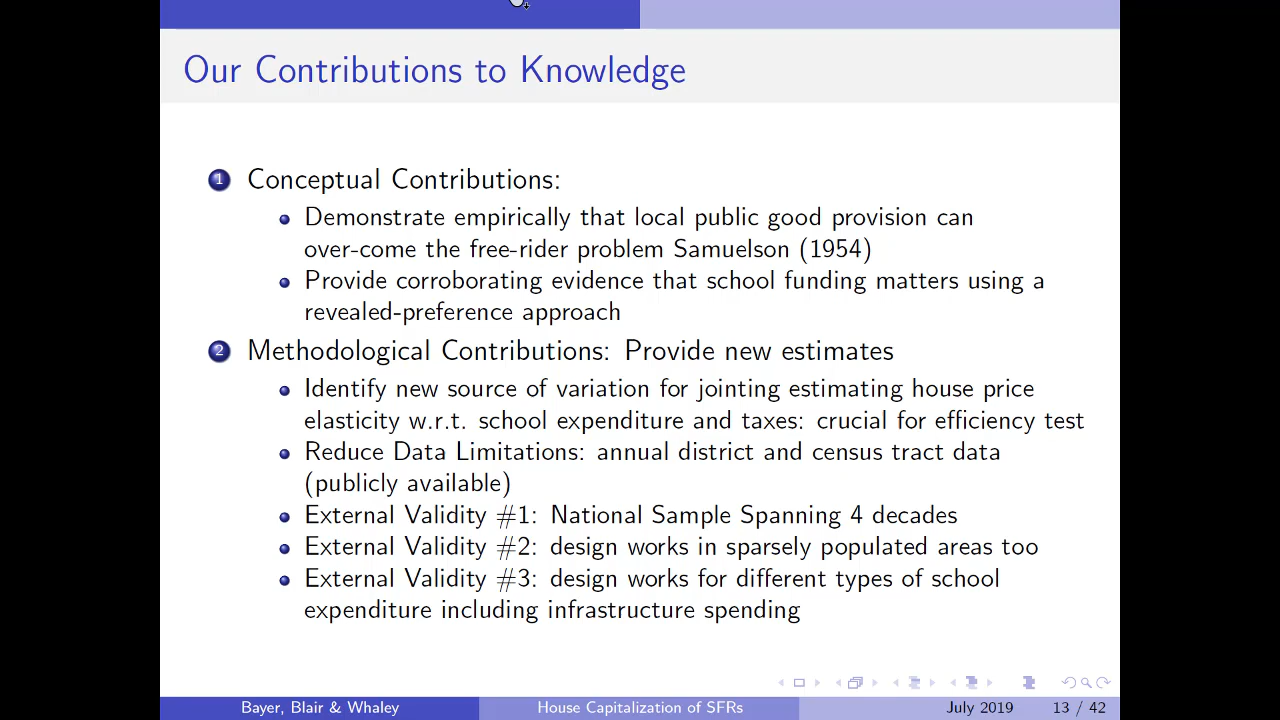 Our Contributions to Knowledge
1 Conceptual Contributions:
Demonstrate empirically that local public good provision can
over-come the free-rider problem Samuelson (1954)
Provide corroborating evidence that school funding matters using a
revealed-preference approach
2 Methodological Contributions: Provide new estimates
Identify new source of variation for jointing estimating house price
elasticity w.r.t. school expenditure and taxes: crucial for efficiency test
Reduce Data Limitations: annual district and census tract data
(publicly available)
External Validity #1: National Sample Spanning 4 decades
External Validity #2: design works in sparsely populated areas too
External Validity #3: design works for different types of school
expenditure including infrastructure spending
Bayer, Blair & Whaley House Capitalization of SFRs July 2019 13 / 42